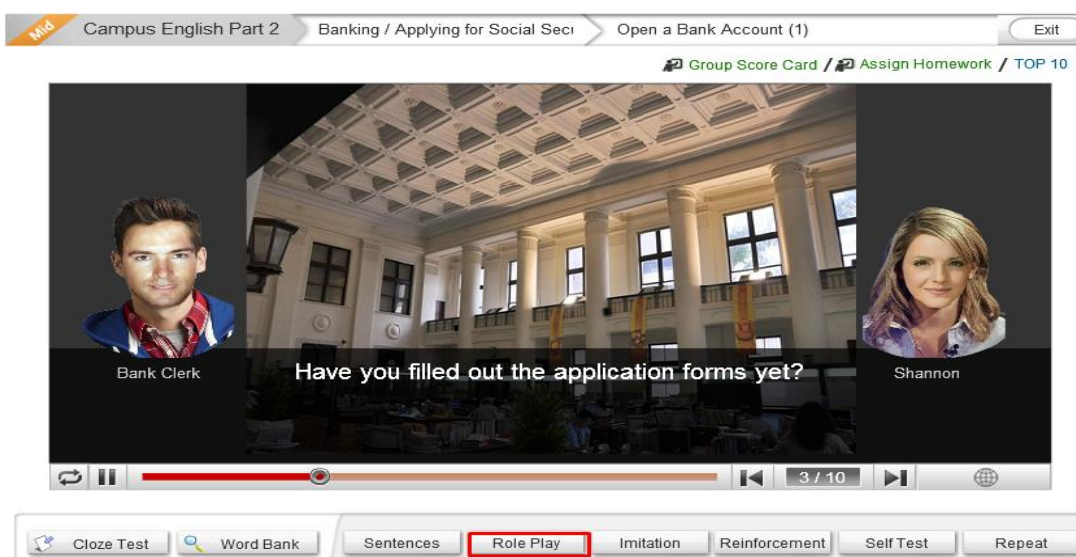 Mid Campus English Part 2 Banking / Applying for Social Seci Open a Bank Account (1) Exit
Group Score Card / Assign Homework / TOP 10
Bank Clerk Have you filled out the application forms yet? Shannon
3 / 10
Cloze Test Word Bank Sentences Role Play Imitation Reinforcement Self Test Repeat